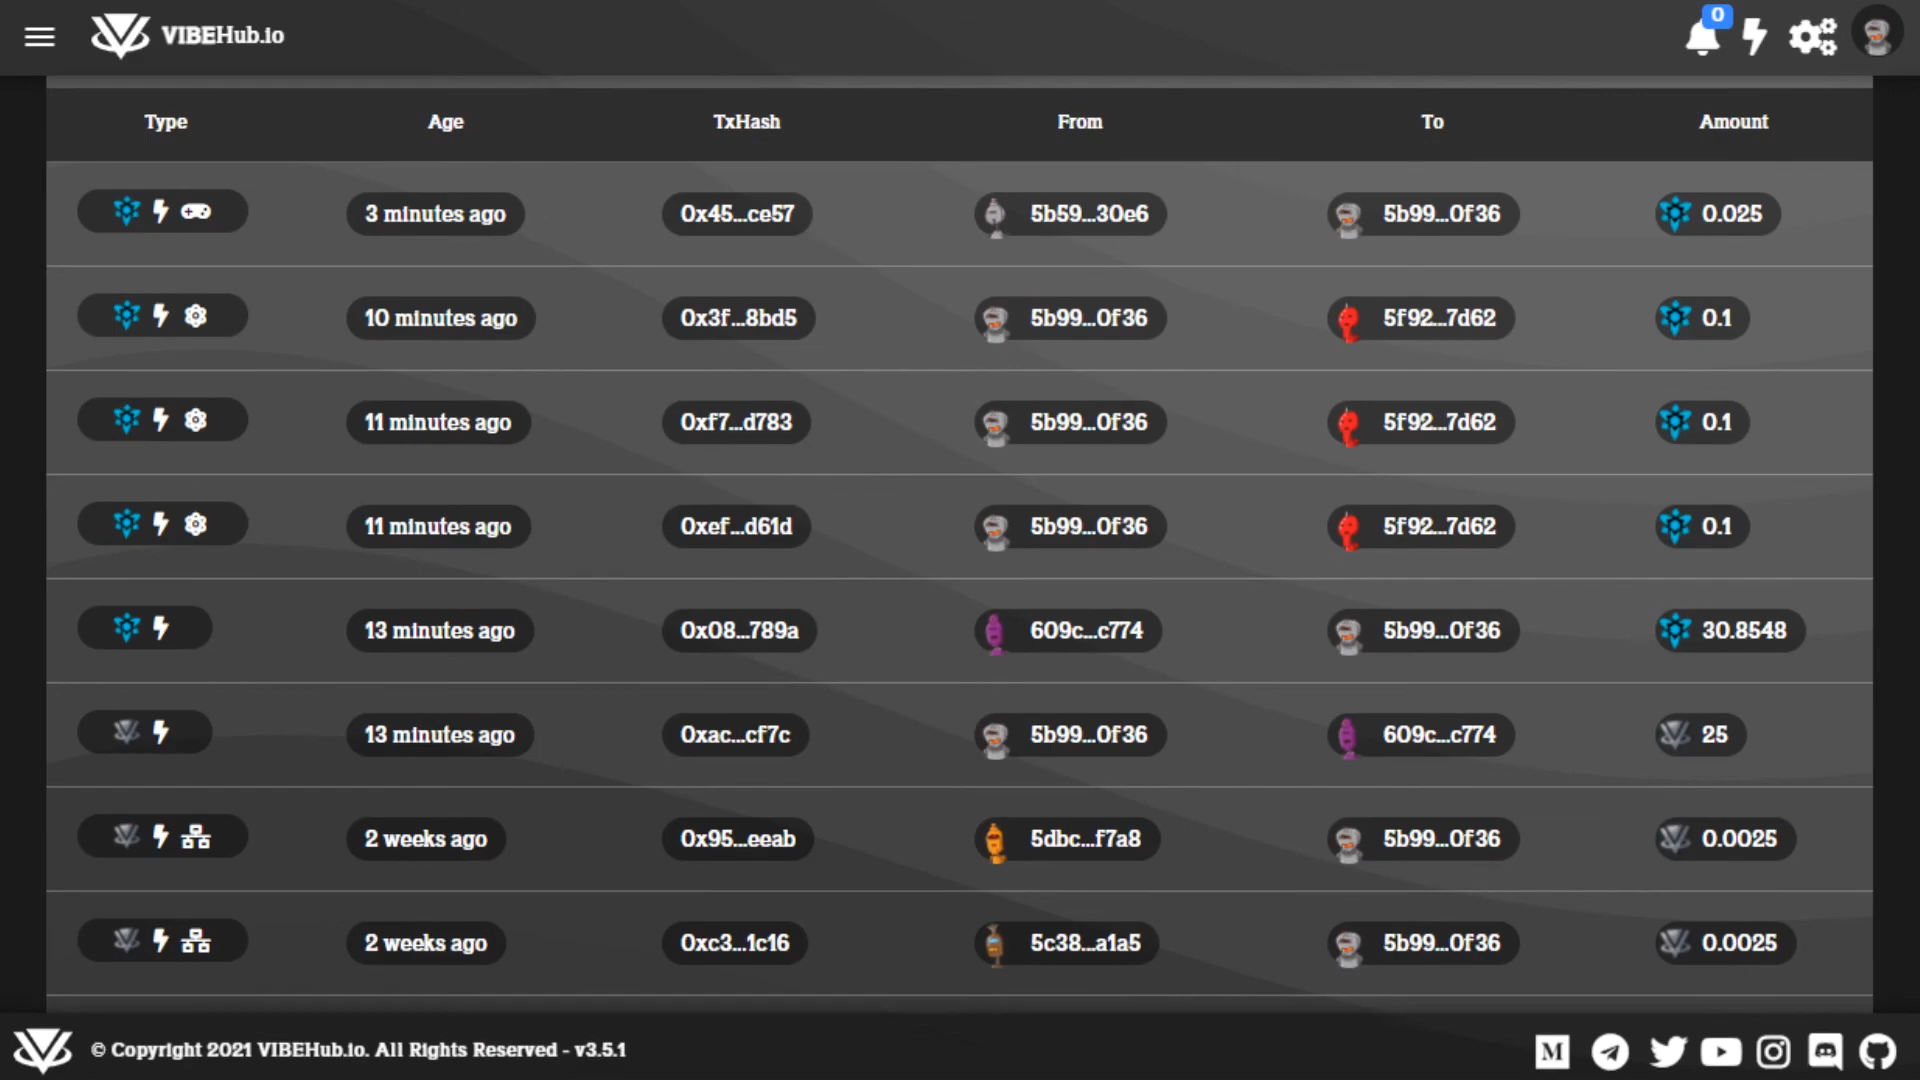 VIBEHub.io
0
Type Age TxHash From To Amount
3 minutes ago 0x45...ce57 5b59...30e6 5b99...0f36 0.025
10 minutes ago 0x3f...8bd5 5b99...0f36 5f92...7d62 0.1
11 minutes ago 0xf7...d783 5b99...0f36 5f92...7d62 0.1
11 minutes ago 0xef...d61d 5b99...0f36 5f92...7d62 0.1
13 minutes ago 0x08...789a 609c...c774 5b99...0f36 30.8548
13 minutes ago 0xac...cf7c 5b99...0f36 609c...c774 25
2 weeks ago 0x95...eeab 5dbc...f7a8 5b99...0f36 0.0025
2 weeks ago 0xc3...1c16 5c38...a1a5 5b99...0f36 0.0025
© Copyright 2021 VIBEHub.io. All Rights Reserved - v3.5.1